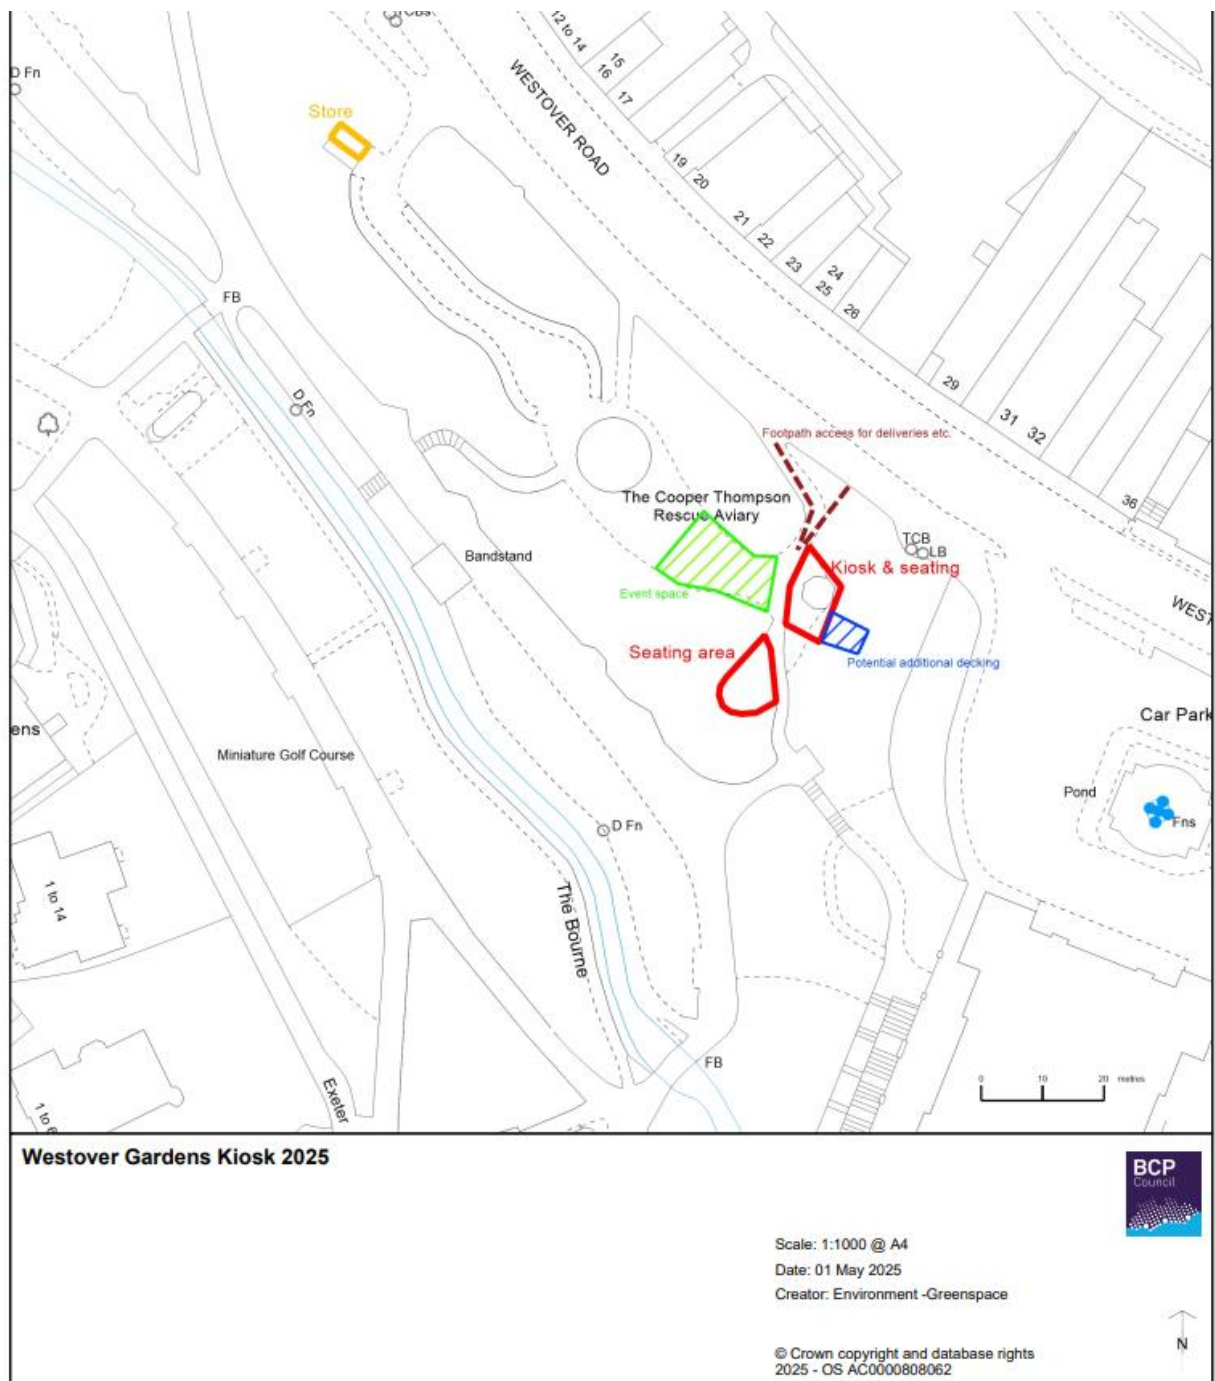 TCBs
12 to 14
15
16
17
D Fn
WESTOVER ROAD
Store
19
20
21
22
23
24
25
26
FB
D Fn
29
31
32
36
Footpath access for deliveries etc.
The Cooper Thompson
Rescue Aviary
TCB
LB
Bandstand
Kiosk & seating
Event space
WEST
Seating area
Potential additional decking
Car Park
ens
Miniature Golf Course
Pond
Fns
D Fn
1 to 14
The Bourne
FB
Exeter
1 to 6
0 10 20 metres
Westover Gardens Kiosk 2025
BCP
Council
Scale: 1:1000 @ A4
Date: 01 May 2025
Creator: Environment -Greenspace
N
© Crown copyright and database rights
2025 - OS AC0000808062